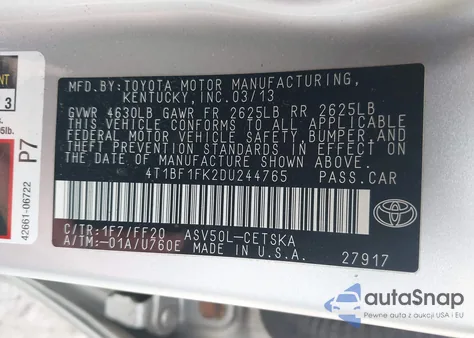 MFD. BY: TOYOTA MOTOR MANUFACTURING,
KENTUCKY, INC. 03/13
GVWR 4630LB GAWR FR 2625LB RR 2625LB
THIS VEHICLE CONFORMS TO ALL APPLICABLE
FEDERAL MOTOR VEHICLE SAFETY, BUMPER, AND
THEFT PREVENTION STANDARDS IN EFFECT ON
THE DATE OF MANUFACTURE SHOWN ABOVE.
4T1BF1FK2DU244765 PASS.CAR
C/TR:1F7/FF20 ASV50L-CETSKA
A/TM:-01A/U760E MADE IN U.S.A.
27917
TOYOTA
P7
42661-06722
3
autaSnap
Pewne auta z USA i EU